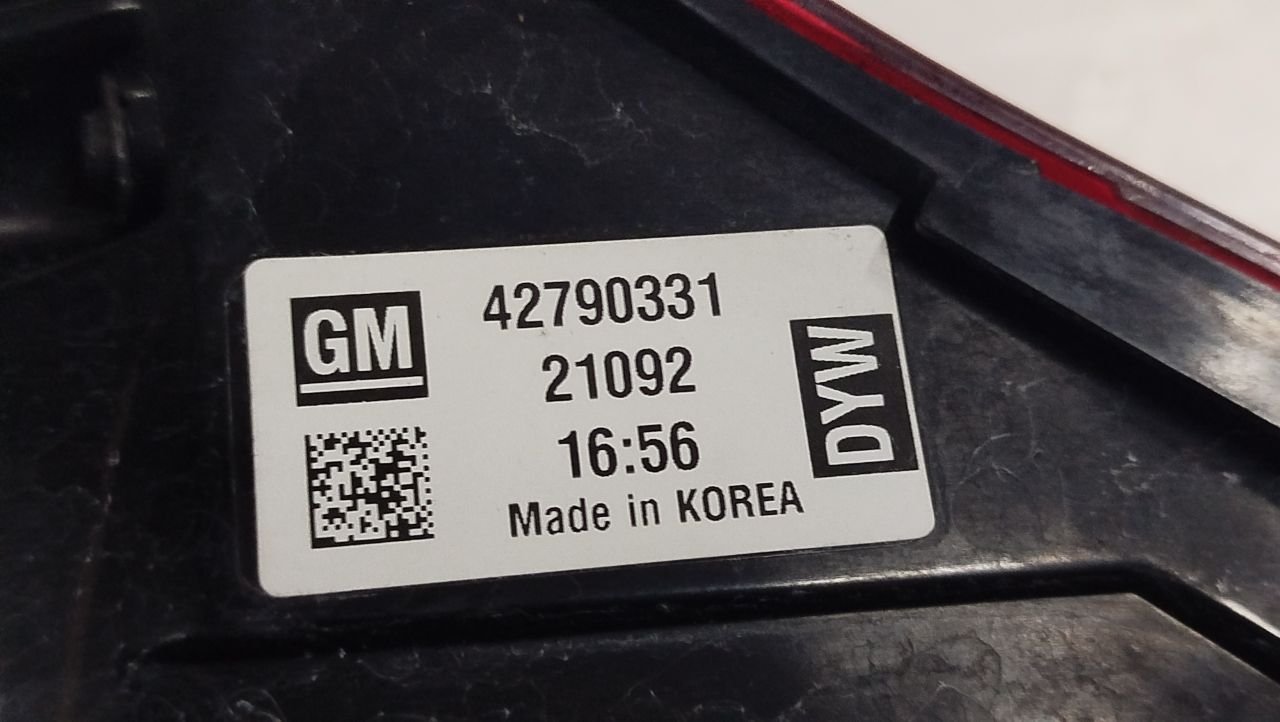 GM
42790331
21092
16:56
Made in KOREA
DYW